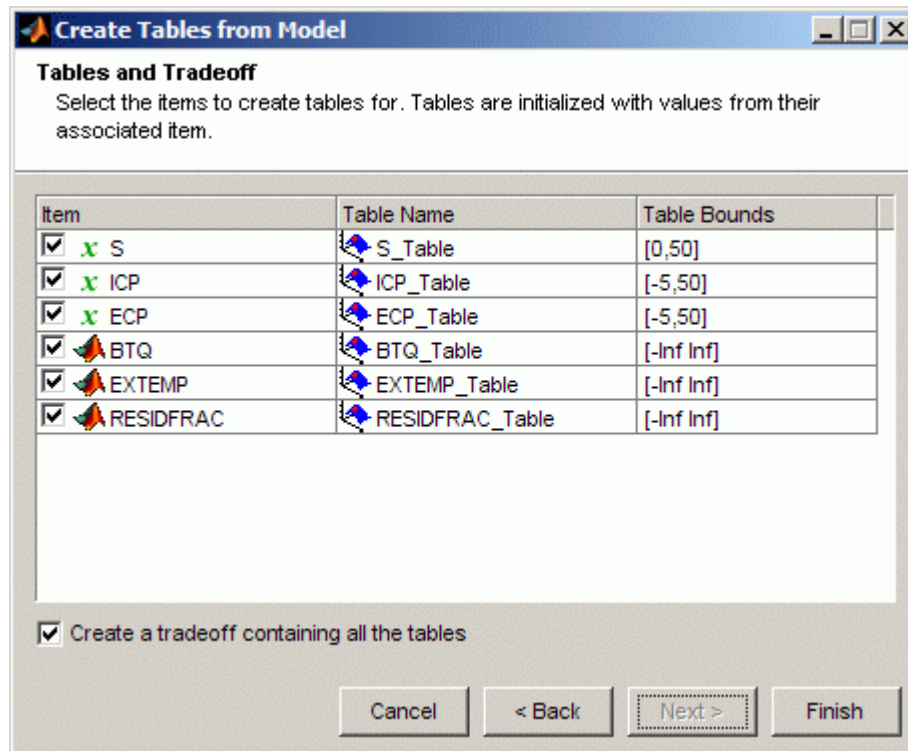 Create Tables from Model
Tables and Tradeoff
Select the items to create tables for. Tables are initialized with values from their
associated item.
Item Table Name Table Bounds
x S S_Table [0,50]
x ICP ICP_Table [-5,50]
x ECP ECP_Table [-5,50]
BTQ BTQ_Table [-Inf Inf]
EXTEMP EXTEMP_Table [-Inf Inf]
RESIDFRAC RESIDFRAC_Table [-Inf Inf]
Create a tradeoff containing all the tables
Cancel < Back Next > Finish